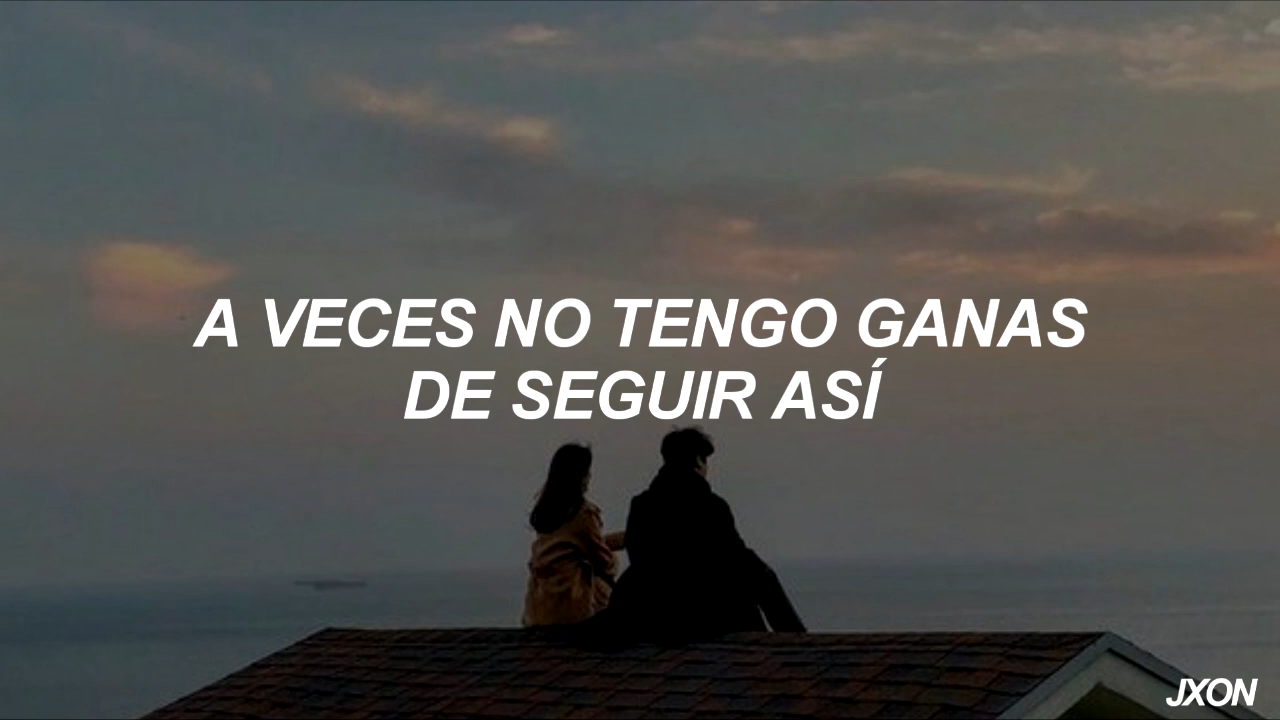 A VECES NO TENGO GANAS
DE SEGUIR ASÍ
JXON